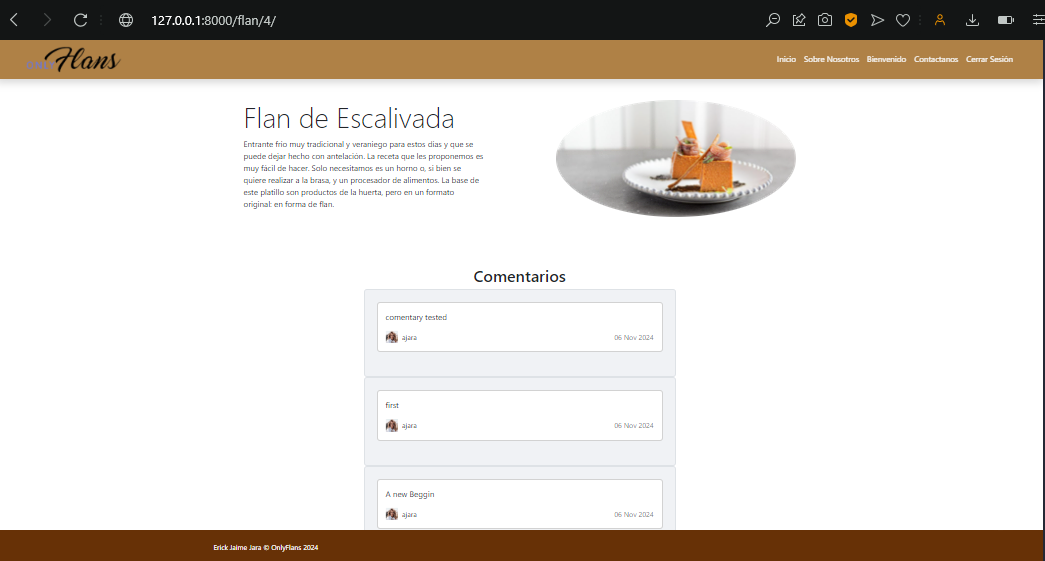 127.0.0.1:8000/flan/4/
ONLY Flans
Inicio Sobre Nosotros Bienvenido Contactanos Cerrar Sesión
Flan de Escalivada
Entrante frío muy tradicional y veraniego para estos días y que se
puede dejar hecho con antelación. La receta que les proponemos es
muy fácil de hacer. Solo necesitamos es un horno o, si bien se
quiere realizar a la brasa, y un procesador de alimentos. La base de
este platillo son productos de la huerta, pero en un formato
original: en forma de flan.
Comentarios
comentary tested
ajara 06 Nov 2024
first
ajara 06 Nov 2024
A new Beggin
ajara 06 Nov 2024
Erick Jaime Jara © OnlyFlans 2024